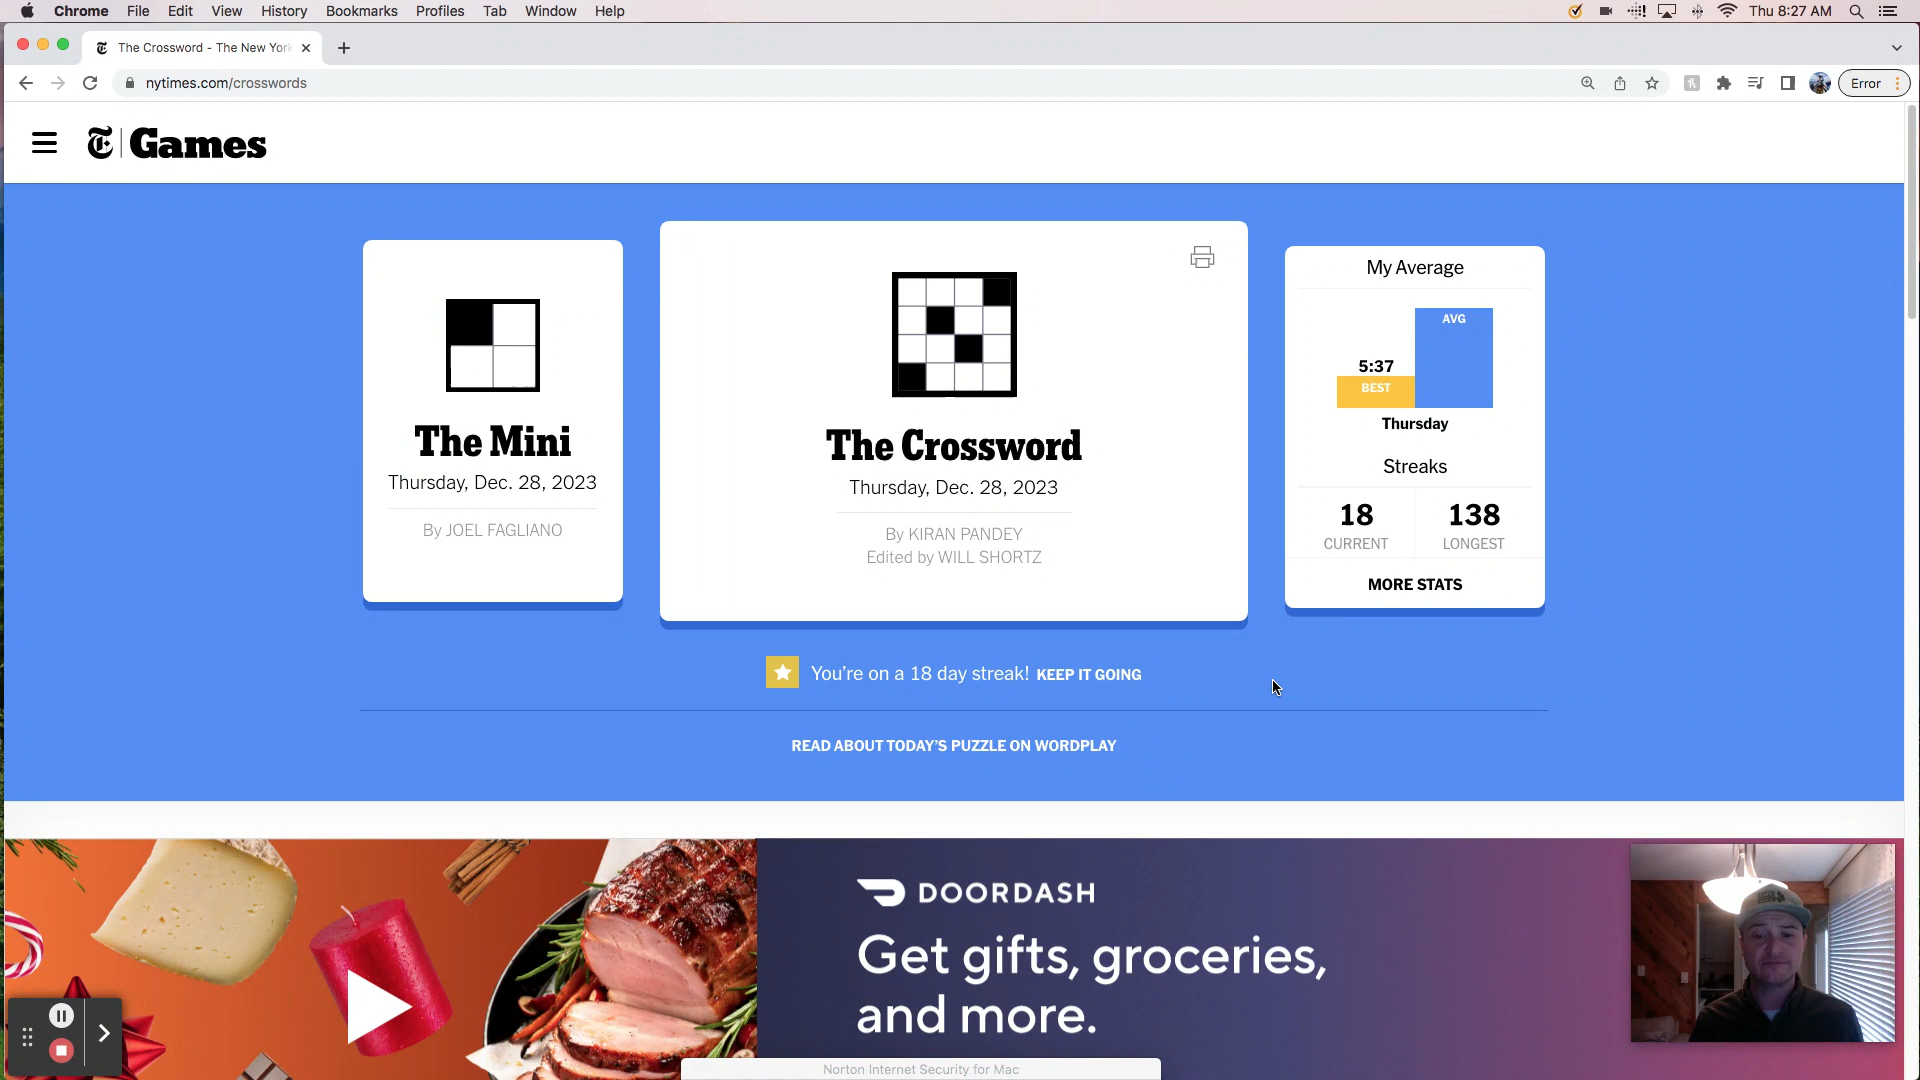 Chrome File Edit View History Bookmarks Profiles Tab Window Help
Thu 8:27 AM
The Crossword - The New York
nytimes.com/crosswords
Error
Games
The Mini
Thursday, Dec. 28, 2023
By JOEL FAGLIANO
The Crossword
Thursday, Dec. 28, 2023
By KIRAN PANDEY
Edited by WILL SHORTZ
My Average
AVG
5:37
BEST
Thursday
Streaks
18 138
CURRENT LONGEST
MORE STATS
You're on a 18 day streak! KEEP IT GOING
READ ABOUT TODAY'S PUZZLE ON WORDPLAY
DOORDASH
Get gifts, groceries,
and more.
Norton Internet Security for Mac